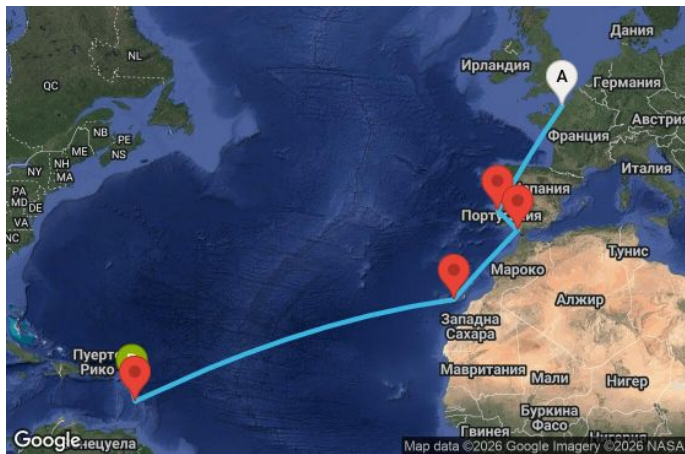 Дания
NL
Ирландия
A
QC
Германия
NB
PE
ME
NS
Франция
Австрия
NY
NH
MA
Италия
PA
MD
DE
VA
NC
Португалия
Тунис
Мароко
Алжир
Западна
Сахара
Пуерто
Рико
Мавритания
Мали
Нигер
Буркина
Фасо
Гвинея
Google
Map data ©2026 Google Imagery ©2026 NASA